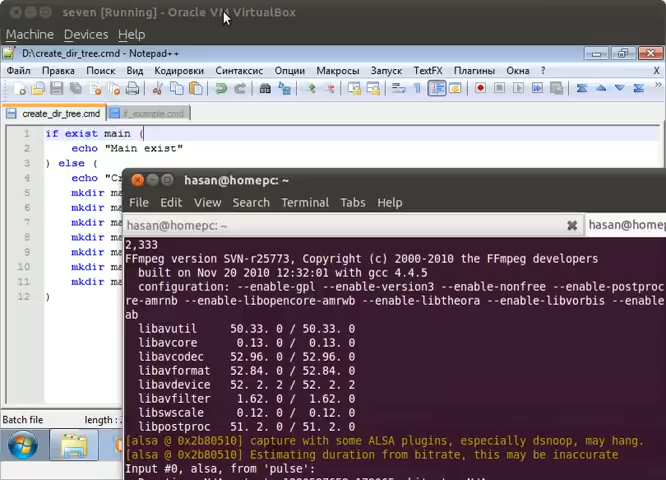 seven [Running] - Oracle VM VirtualBox
Machine Devices Help
D:\create_dir_tree.cmd - Notepad++
Файл Правка Поиск Вид Кодировки Синтаксис Опции Макросы Запуск TextFX Плагины Окна ? X
create_dir_tree.cmd if_example.cmd
1 if exist main (
2 echo "Main exist"
3 ) else (
4 echo "C
5 mkdir ma
6 mkdir ma
7 mkdir ma
8 mkdir ma
9 mkdir ma
10 mkdir ma
11 mkdir ma
12 )
Batch file length :
hasan@homepc: ~
File Edit View Search Terminal Tabs Help
hasan@homepc: ~ hasan@home
2,333
FFmpeg version SVN-r25773, Copyright (c) 2000-2010 the FFmpeg developers
built on Nov 20 2010 12:32:01 with gcc 4.4.5
configuration: --enable-gpl --enable-version3 --enable-nonfree --enable-postproc
re-amrnb --enable-libopencore-amrwb --enable-libtheora --enable-libvorbis --enable
ab
libavutil 50.33. 0 / 50.33. 0
libavcore 0.13. 0 / 0.13. 0
libavcodec 52.96. 0 / 52.96. 0
libavformat 52.84. 0 / 52.84. 0
libavdevice 52. 2. 2 / 52. 2. 2
libavfilter 1.62. 0 / 1.62. 0
libswscale 0.12. 0 / 0.12. 0
libpostproc 51. 2. 0 / 51. 2. 0
[alsa @ 0x2b80510] capture with some ALSA plugins, especially dsnoop, may hang.
[alsa @ 0x2b80510] Estimating duration from bitrate, this may be inaccurate
Input #0, alsa, from 'pulse':